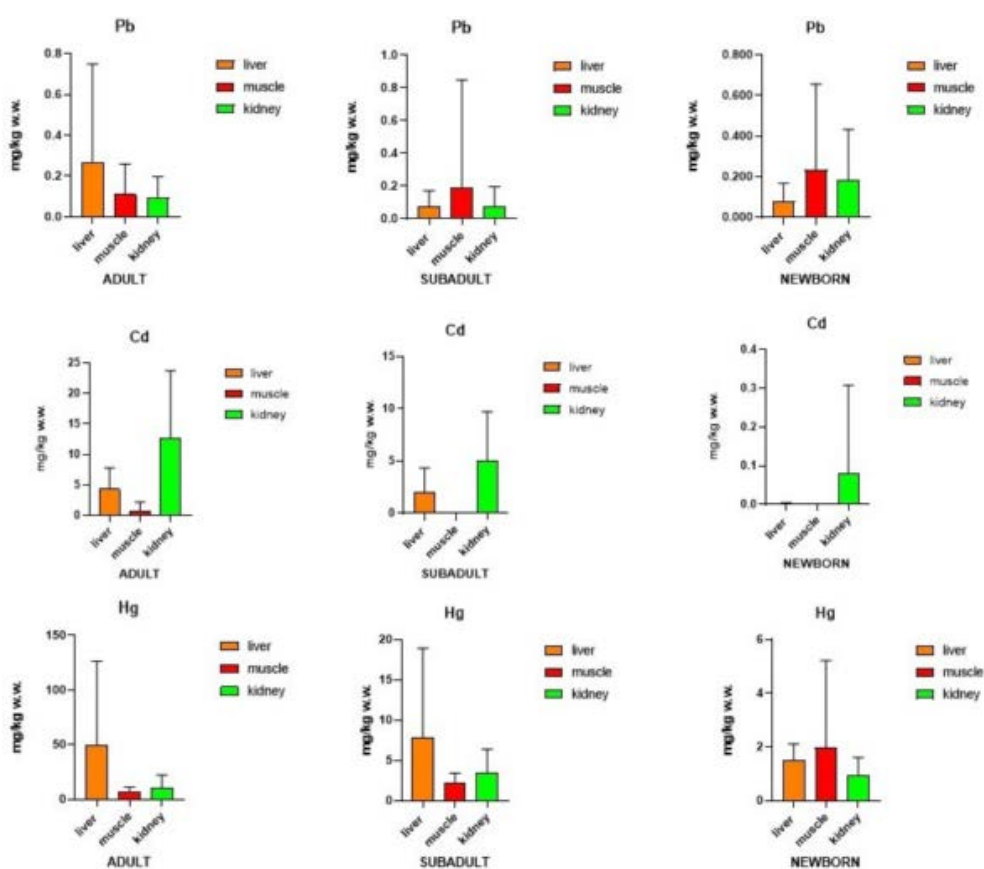 Pb
0.8
0.6
0.4
0.2
0.0
mg/kg w.w.
liver
muscle
kidney
ADULT
liver
muscle
kidney
Pb
1.0
0.8
0.6
0.4
0.2
0.0
mg/kg w.w.
liver
muscle
kidney
SUBADULT
liver
muscle
kidney
Pb
0.800
0.600
0.400
0.200
0.000
mg/kg w.w.
liver
muscle
kidney
NEWBORN
liver
muscle
kidney
Cd
25
20
15
10
5
0
mg/kg w.w.
liver
muscle
kidney
ADULT
liver
muscle
kidney
Cd
15
10
5
0
mg/kg w.w.
liver
muscle
kidney
SUBADULT
liver
muscle
kidney
Cd
0.4
0.3
0.2
0.1
0.0
mg/kg w.w.
liver
muscle
kidney
NEWBORN
liver
muscle
kidney
Hg
150
100
50
0
mg/kg w.w.
liver
muscle
kidney
ADULT
liver
muscle
kidney
Hg
20
15
10
5
0
mg/kg w.w.
liver
muscle
kidney
SUBADULT
liver
muscle
kidney
Hg
6
4
2
0
mg/kg w.w.
liver
muscle
kidney
NEWBORN
liver
muscle
kidney